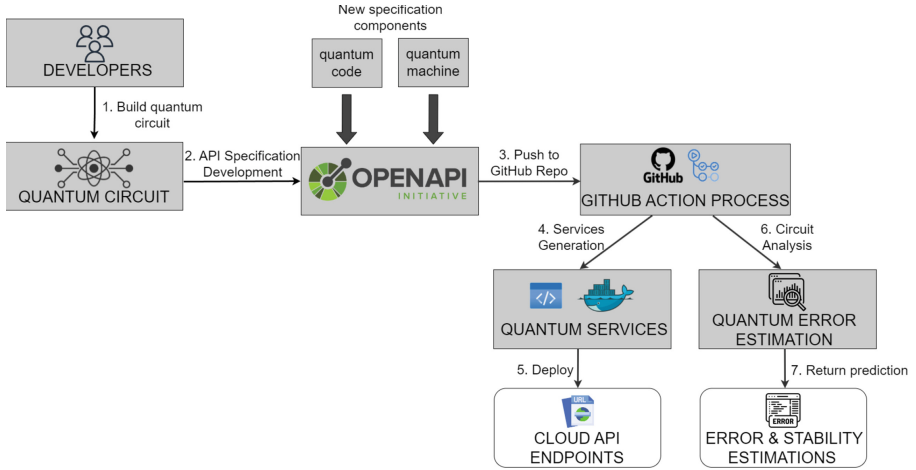 New specification
components
quantum
code
quantum
machine
DEVELOPERS
1. Build quantum
circuit
QUANTUM CIRCUIT
2. API Specification
Development
OPENAPI
INITIATIVE
3. Push to
GitHub Repo
GitHub
GITHUB ACTION PROCESS
4. Services
Generation
6. Circuit
Analysis
QUANTUM SERVICES
QUANTUM ERROR
ESTIMATION
5. Deploy
7. Return prediction
URL
CLOUD API
ENDPOINTS
ERROR
ERROR & STABILITY
ESTIMATIONS